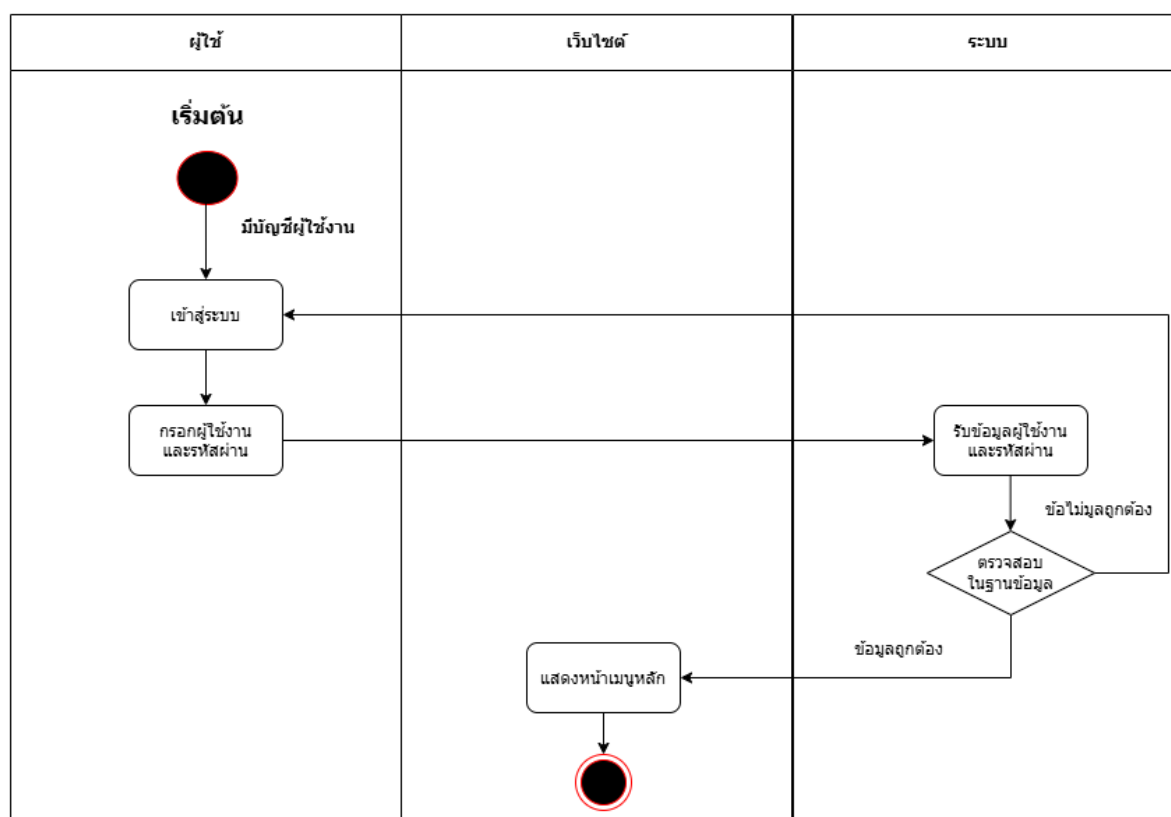 ผู้ใช้
เว็บไซต์
ระบบ
เริ่มต้น
มีบัญชีผู้ใช้งาน
เข้าสู่ระบบ
กรอกผู้ใช้งาน
และรหัสผ่าน
รับข้อมูลผู้ใช้งาน
และรหัสผ่าน
ข้อไม่มูลถูกต้อง
ตรวจสอบ
ในฐานข้อมูล
ข้อมูลถูกต้อง
แสดงหน้าเมนูหลัก